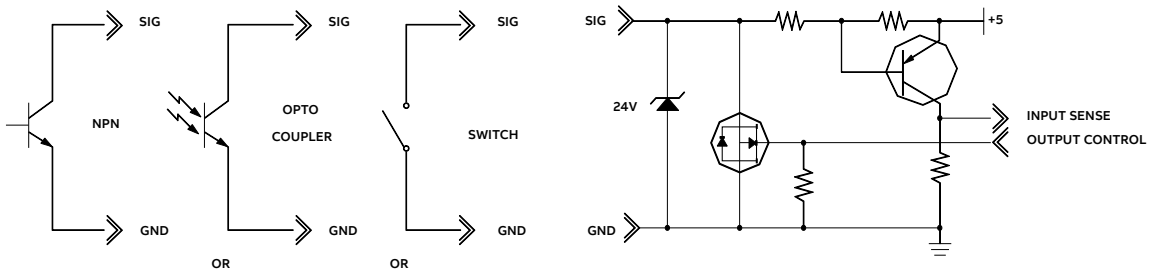 SIG
NPN
GND
SIG
OPTO
COUPLER
GND
OR
SIG
SWITCH
GND
OR
SIG
+5
24V
INPUT SENSE
OUTPUT CONTROL
GND